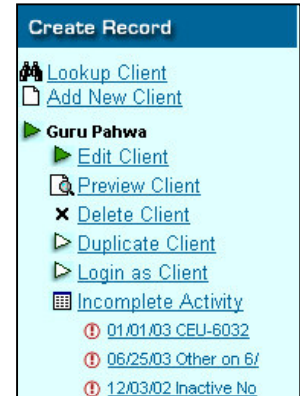 Create Record
Lookup Client
Add New Client
Guru Pahwa
Edit Client
Preview Client
Delete Client
Duplicate Client
Login as Client
Incomplete Activity
01/01/03 CEU-6032
06/25/03 Other on 6/
12/03/02 Inactive No